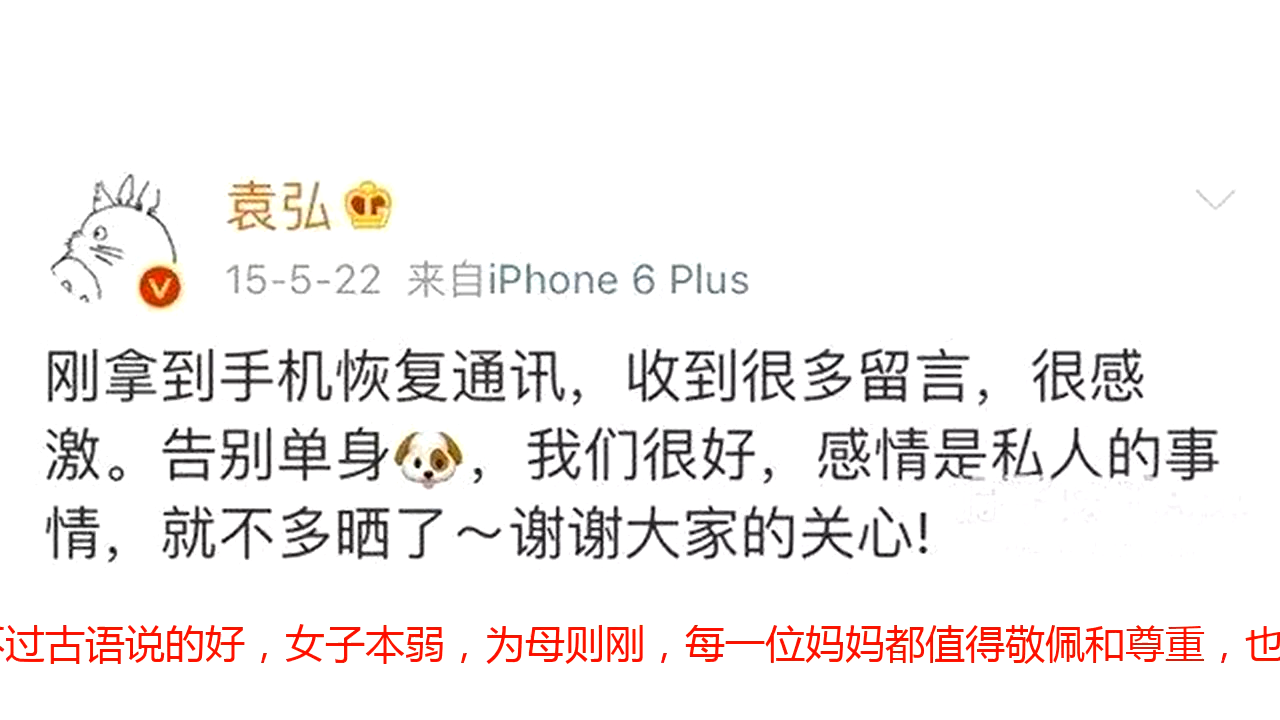 袁弘
15-5-22 来自iPhone 6 Plus
刚拿到手机恢复通讯，收到很多留言，很感
激。告别单身🐶，我们很好，感情是私人的事
情，就不多晒了～谢谢大家的关心!
过古语说的好，女子本弱，为母则刚，每一位妈妈都值得敬佩和尊重，也